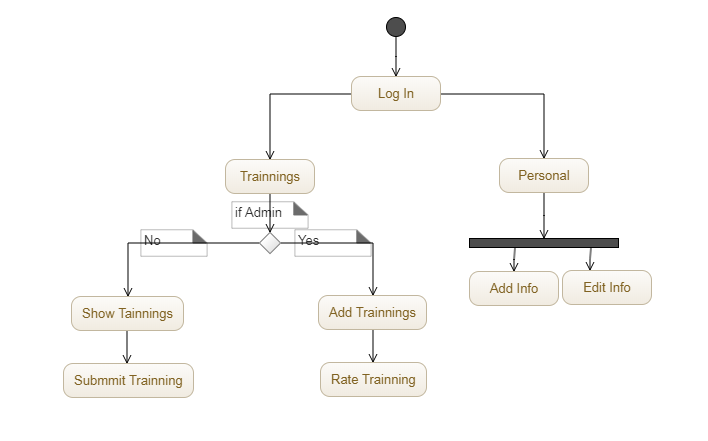 Log In
Trainnings
Personal
if Admin
No
Yes
Add Info
Edit Info
Show Tainnings
Add Trainnings
Submmit Trainning
Rate Trainning